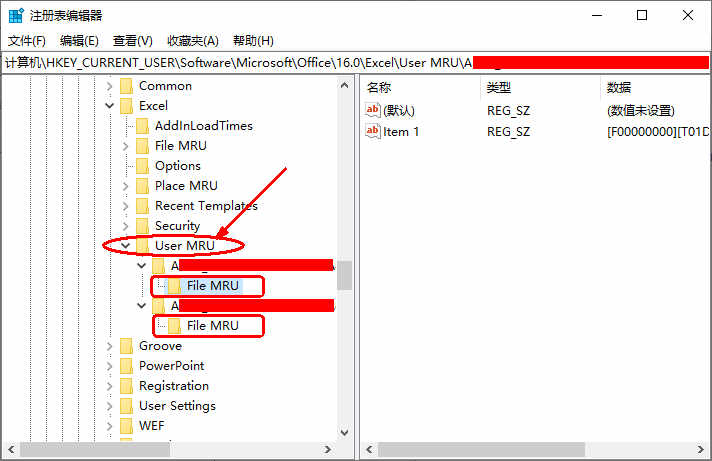 注册表编辑器
文件(F) 编辑(E) 查看(V) 收藏夹(A) 帮助(H)
计算机\HKEY_CURRENT_USER\Software\Microsoft\Office\16.0\Excel\User MRU\A
Common
Excel
AddInLoadTimes
File MRU
Options
Place MRU
Recent Templates
Security
User MRU
A
File MRU
A
File MRU
Groove
PowerPoint
Registration
User Settings
WEF
名称 类型 数据
(默认) REG_SZ (数值未设置)
Item 1 REG_SZ [F00000000][T01D